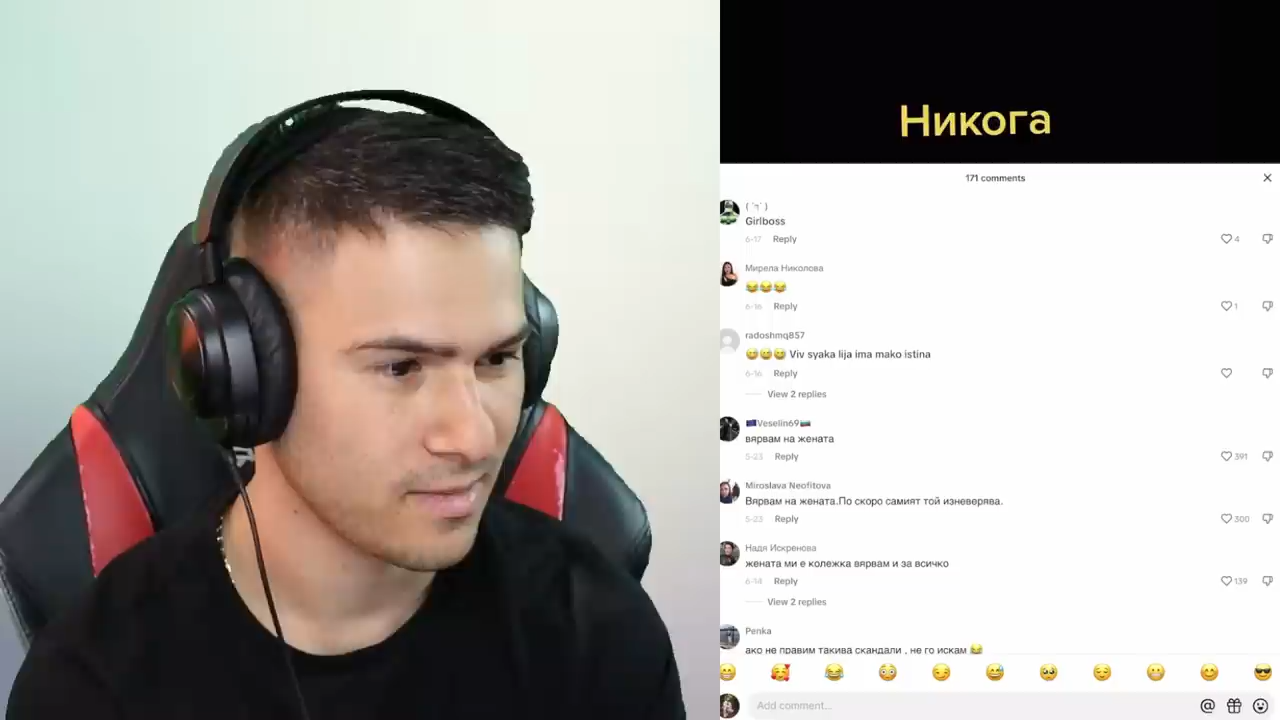 Никога
171 comments
Girlboss
6-17 Reply 4
Мирела Николова
6-16 Reply 1
radoshmq857
Viv syaka lija ima mako istina
6-16 Reply
View 2 replies
Veselin69
вярвам на жената
5-23 Reply 391
Miroslava Neofitova
Вярвам на жената.По скоро самият той изневерява.
5-23 Reply 300
Надя Искренова
жената ми е колежка вярвам и за всичко
6-14 Reply 139
View 2 replies
Penka
ако не правим такива скандали , не го искам
Add comment...